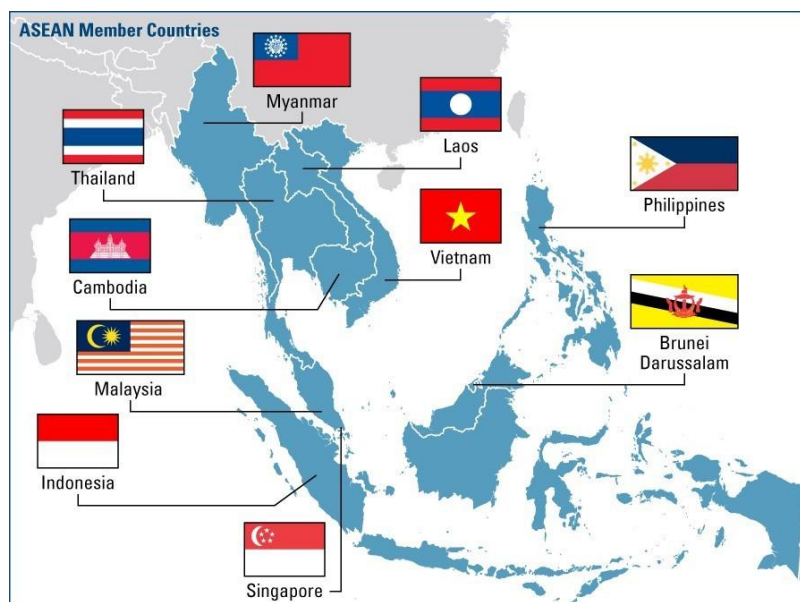 ASEAN Member Countries
Myanmar
Laos
Thailand
Philippines
Vietnam
Cambodia
Brunei
Darussalam
Malaysia
Indonesia
Singapore